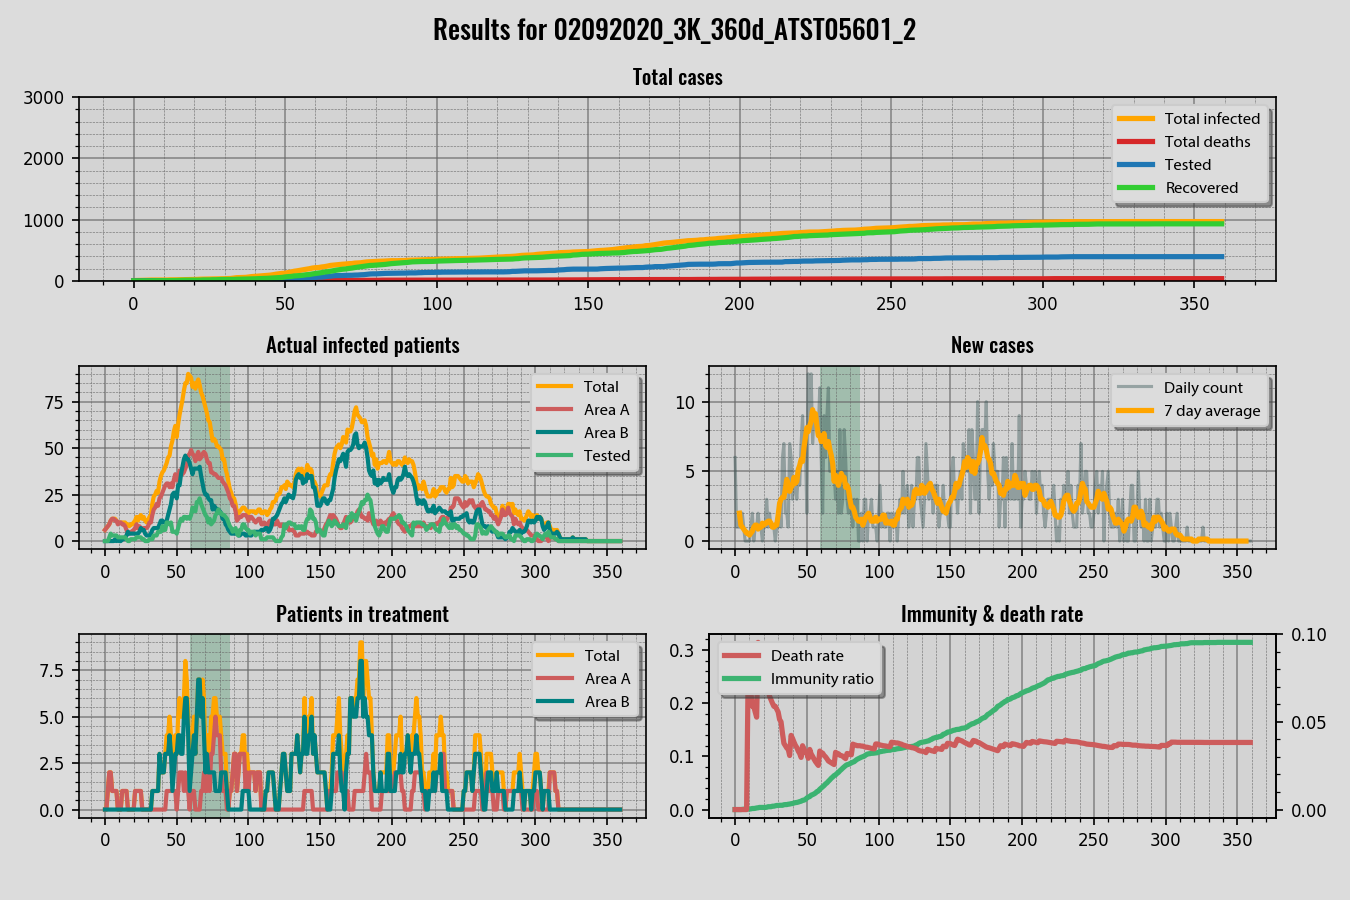 Results for 02092020_3K_360d_ATST05601_2
Total cases
3000
2000
1000
0
0 50 100 150 200 250 300 350
Total infected
Total deaths
Tested
Recovered
Actual infected patients
75
50
25
0
0 50 100 150 200 250 300 350
Total
Area A
Area B
Tested
New cases
10
5
0
0 50 100 150 200 250 300 350
Daily count
7 day average
Patients in treatment
7.5
5.0
2.5
0.0
0 50 100 150 200 250 300 350
Total
Area A
Area B
Immunity & death rate
0.3
0.2
0.1
0.0
0 50 100 150 200 250 300 350
0.10
0.05
0.00
Death rate
Immunity ratio